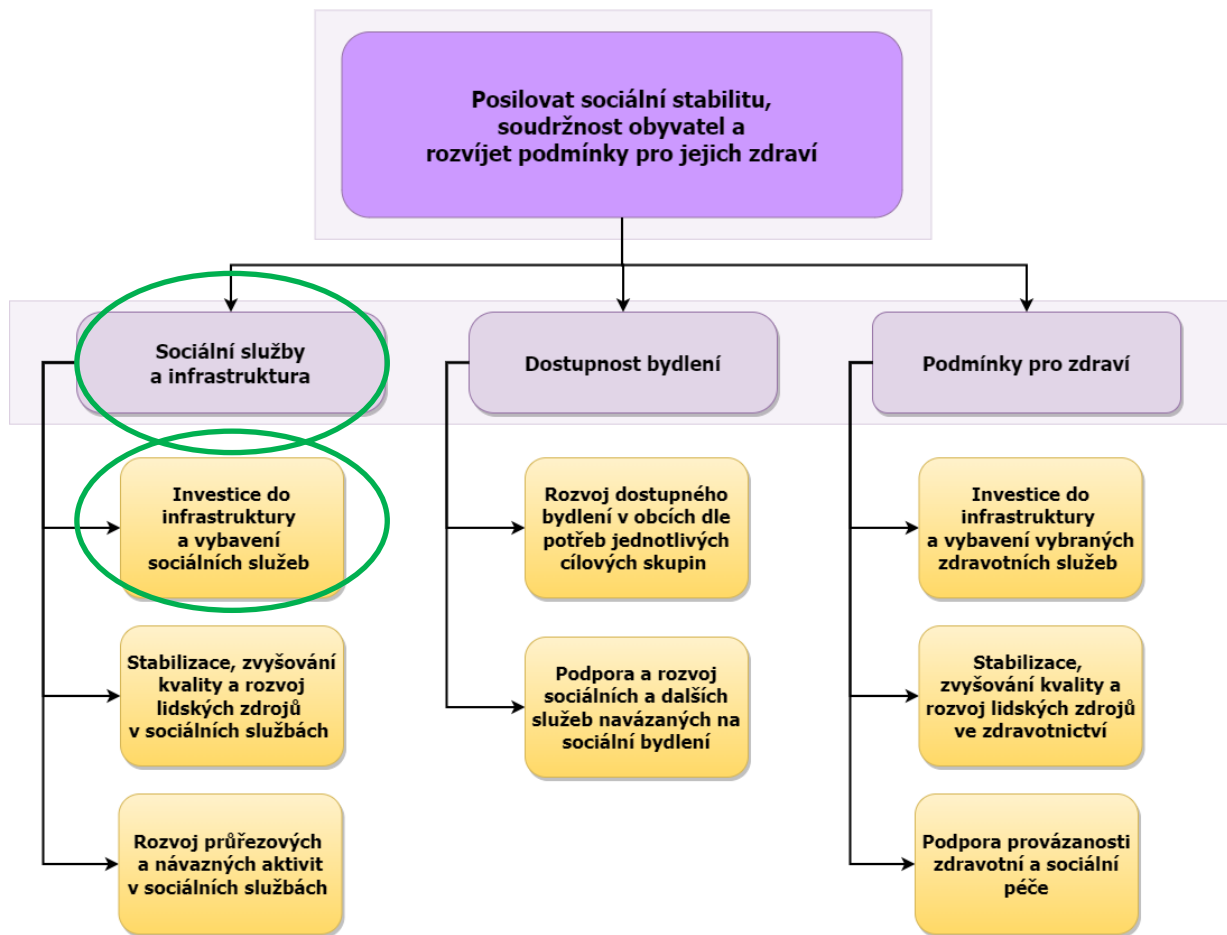 Posilovat sociální stabilitu,
soudržnost obyvatel a
rozvíjet podmínky pro jejich zdraví
Sociální služby
a infrastruktura
Dostupnost bydlení
Podmínky pro zdraví
Investice do
infrastruktury
a vybavení
sociálních služeb
Rozvoj dostupného
bydlení v obcích dle
potřeb jednotlivých
cílových skupin
Investice do
infrastruktury
a vybavení vybraných
zdravotních služeb
Stabilizace, zvyšování
kvality a rozvoj
lidských zdrojů
v sociálních službách
Podpora a rozvoj
sociálních a dalších
služeb navázaných na
sociální bydlení
Stabilizace,
zvyšování kvality a
rozvoj lidských zdrojů
ve zdravotnictví
Rozvoj průřezových
a návazných aktivit
v sociálních službách
Podpora provázanosti
zdravotní a sociální
péče